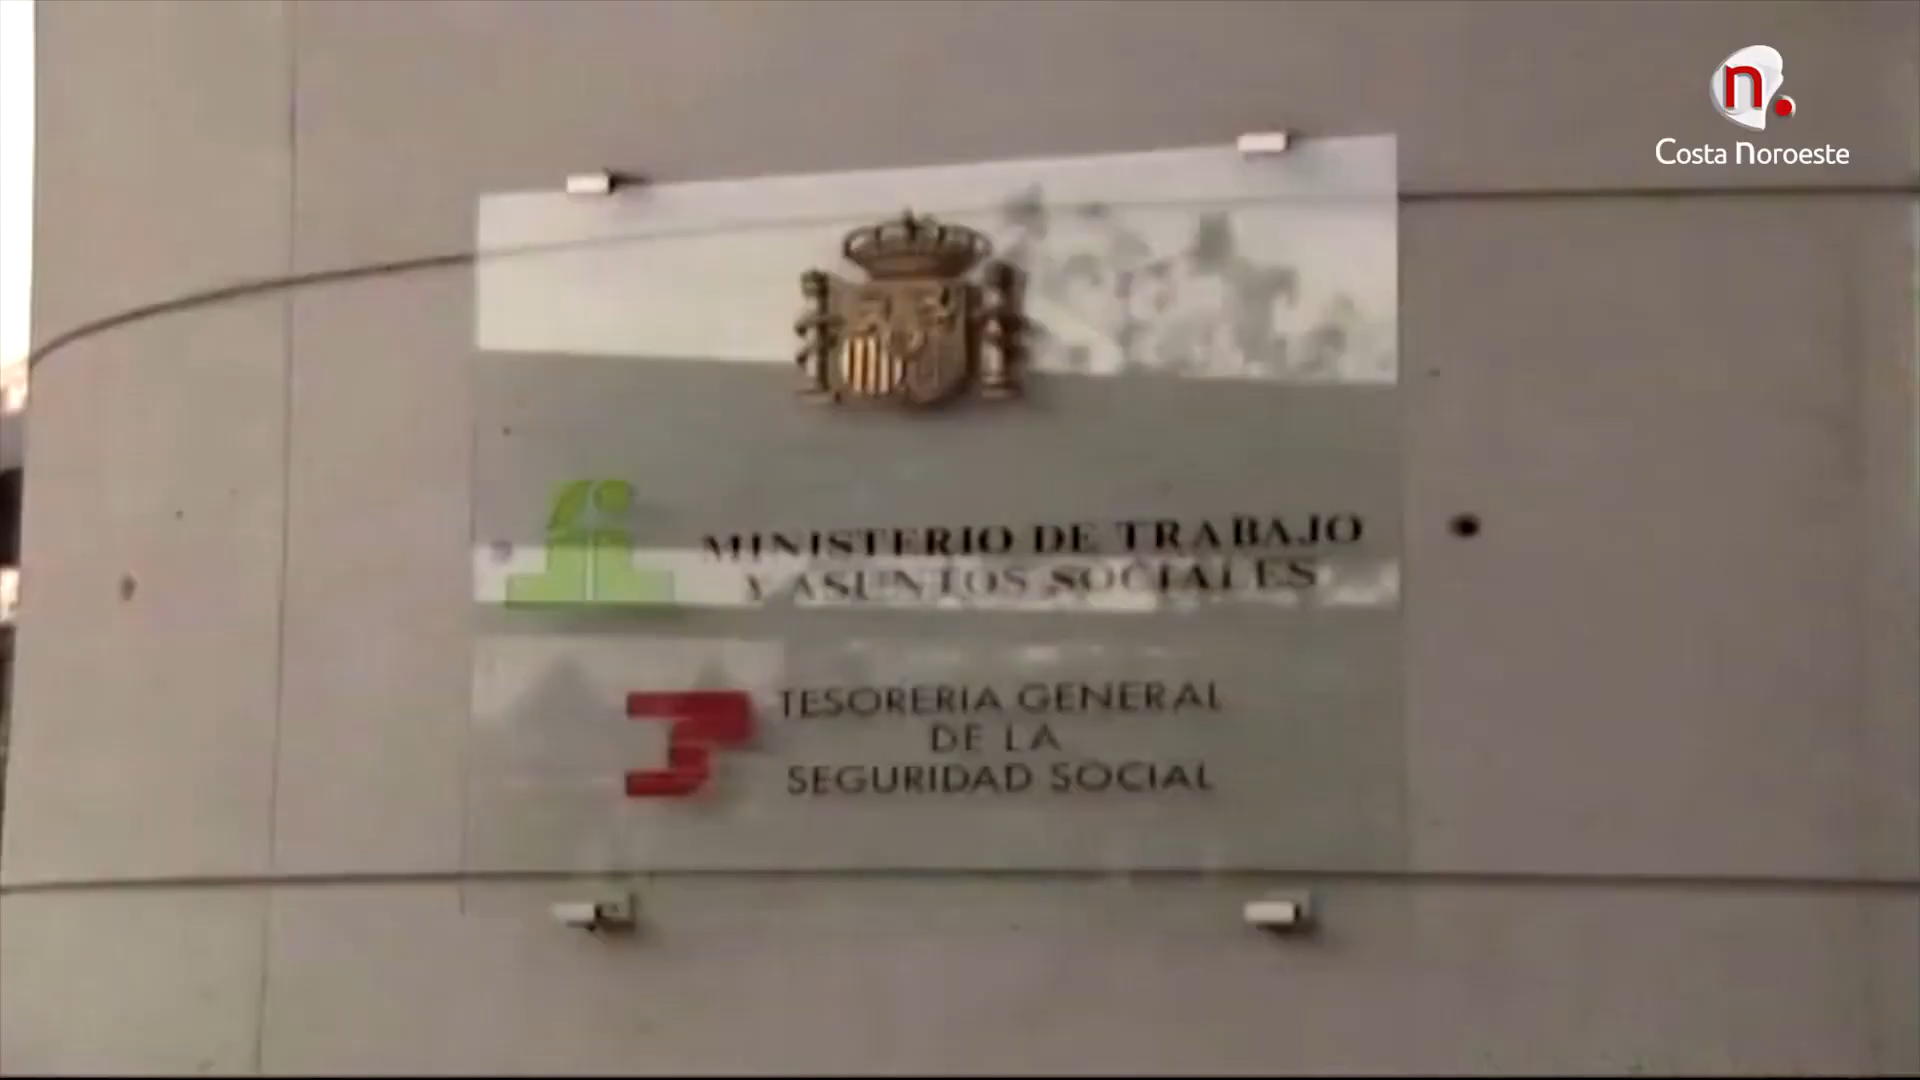 n.
Costa Noroeste
MINISTERIO DE TRABAJO
Y ASUNTOS SOCIALES
TESORERIA GENERAL
DE LA
SEGURIDAD SOCIAL